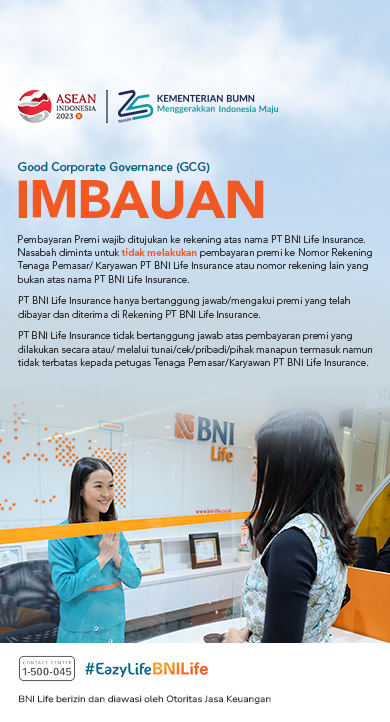 ASEAN
INDONESIA
2023
25
TAHUN
KEMENTERIAN BUMN
Menggerakkan Indonesia Maju
Good Corporate Governance (GCG)
IMBAUAN
Pembayaran Premi wajib ditujukan ke rekening atas nama PT BNI Life Insurance.
Nasabah diminta untuk tidak melakukan pembayaran premi ke Nomor Rekening
Tenaga Pemasar/ Karyawan PT BNI Life Insurance atau nomor rekening lain yang
bukan atas nama PT BNI Life Insurance.
PT BNI Life Insurance hanya bertanggung jawab/mengakui premi yang telah
dibayar dan diterima di Rekening PT BNI Life Insurance.
PT BNI Life Insurance tidak bertanggung jawab atas pembayaran premi yang
dilakukan secara atau/ melalui tunai/cek/pribadi/pihak manapun termasuk namun
tidak terbatas kepada petugas Tenaga Pemasar/Karyawan PT BNI Life Insurance.
BNI
Life
www.bni-life.co.id
CONTACT CENTER
1-500-045
#EazyLifeBNILife
BNI Life berizin dan diawasi oleh Otoritas Jasa Keuangan